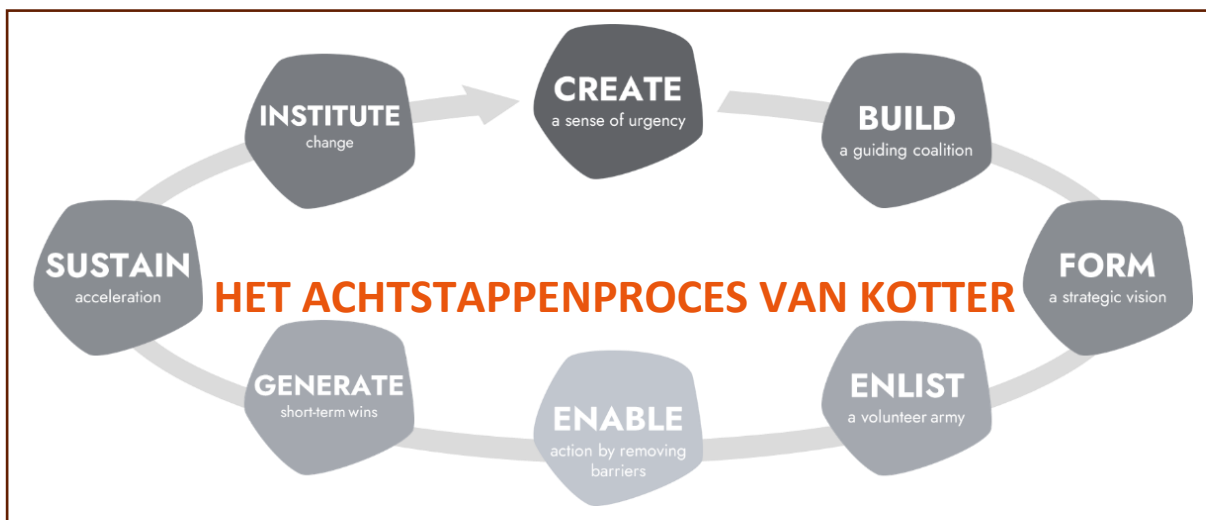 CREATE
a sense of urgency
BUILD
a guiding coalition
FORM
a strategic vision
ENLIST
a volunteer army
ENABLE
action by removing
barriers
GENERATE
short-term wins
SUSTAIN
acceleration
INSTITUTE
change
HET ACHTSTAPPENPROCES VAN KOTTER